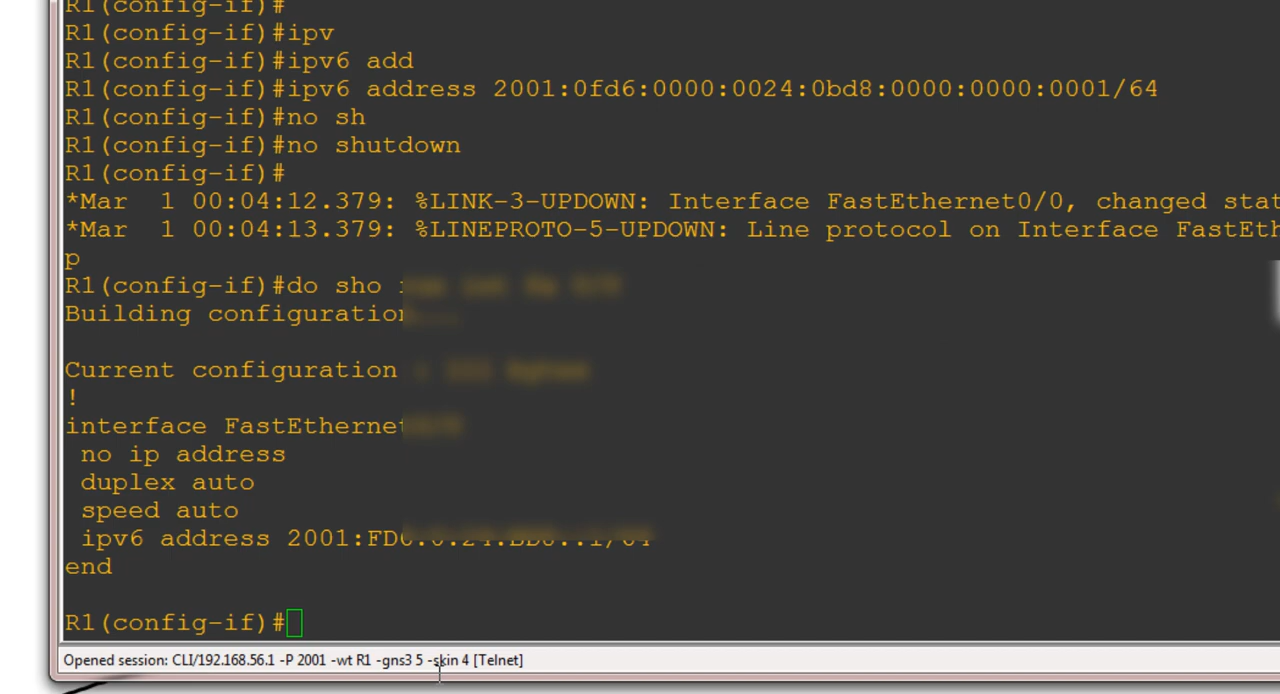 R1(config-if)#
R1(config-if)#ipv
R1(config-if)#ipv6 add
R1(config-if)#ipv6 address 2001:0fd6:0000:0024:0bd8:0000:0000:0001/64
R1(config-if)#no sh
R1(config-if)#no shutdown
R1(config-if)#
*Mar  1 00:04:12.379: %LINK-3-UPDOWN: Interface FastEthernet0/0, changed stat
*Mar  1 00:04:13.379: %LINEPROTO-5-UPDOWN: Line protocol on Interface FastEth
p
R1(config-if)#do sho
Building configuration
Current configuration
!
interface FastEthernet
no ip address
duplex auto
speed auto
ipv6 address
end
R1(config-if)#
Opened session: CLI/192.168.56.1 -P 2001 -wt R1 -gns3 5 -skin 4 [Telnet]